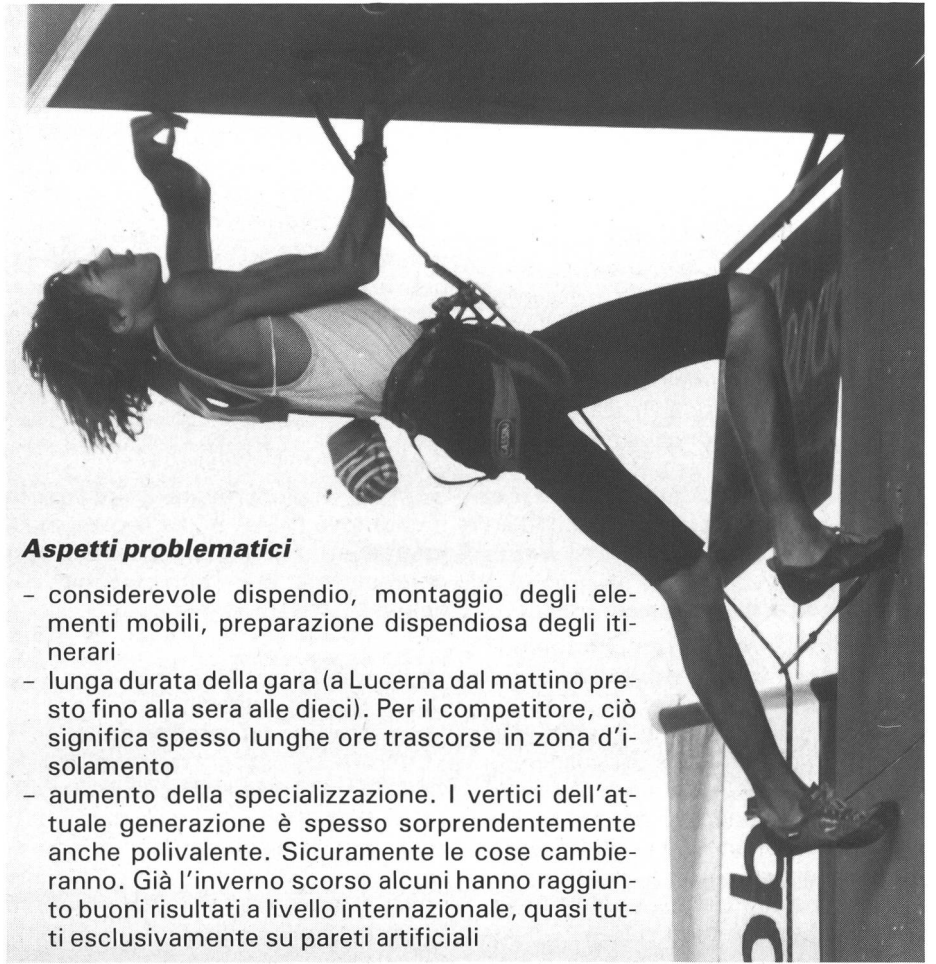 Aspetti problematici
– considerevole dispendio, montaggio degli ele-
menti mobili, preparazione dispendiosa degli iti-
nerari
– lunga durata della gara (a Lucerna dal mattino pre-
sto fino alla sera alle dieci). Per il competitore, ciò
significa spesso lunghe ore trascorse in zona d'i-
solamento
– aumento della specializzazione. I vertici dell'at-
tuale generazione è spesso sorprendentemente
anche polivalente. Sicuramente le cose cambie-
ranno. Già l'inverno scorso alcuni hanno raggiun-
to buoni risultati a livello internazionale, quasi tut-
ti esclusivamente su pareti artificiali